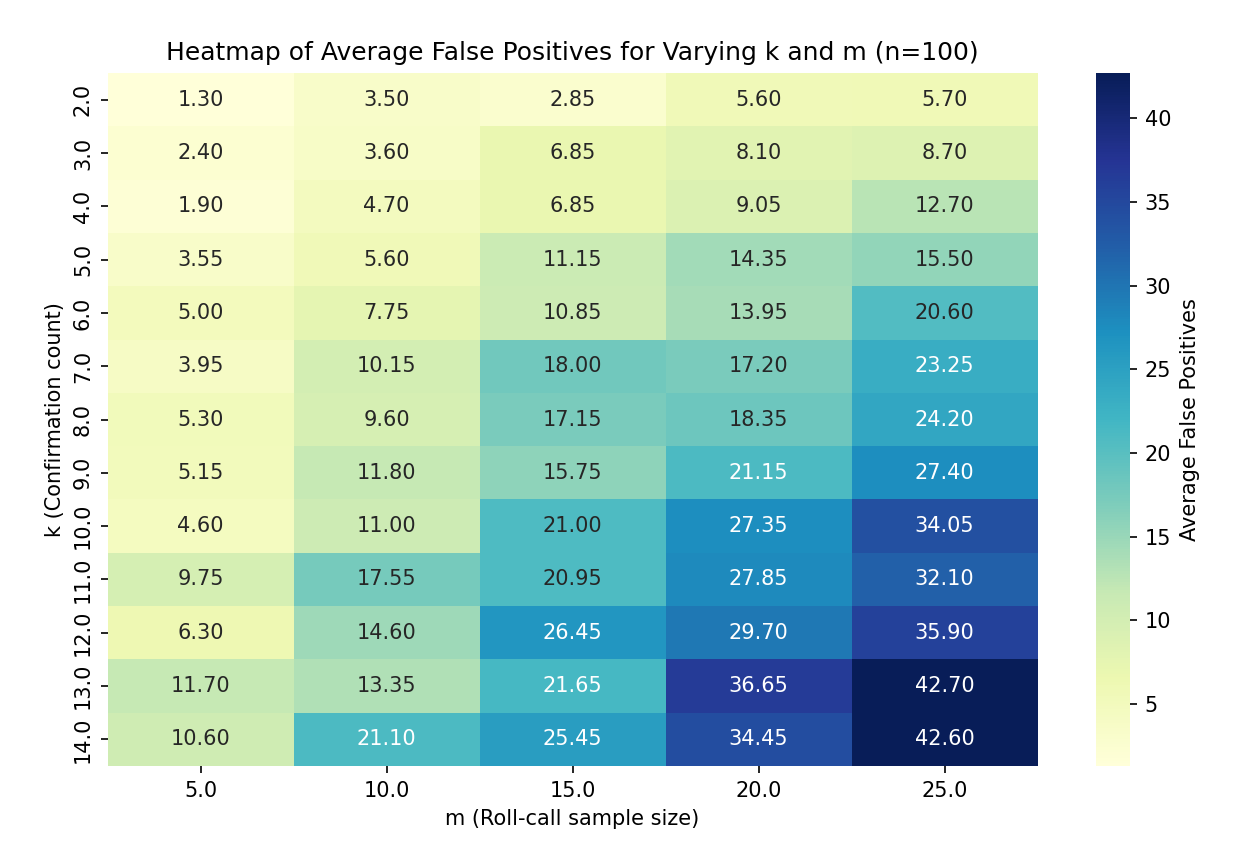 Heatmap of Average False Positives for Varying k and m (n=100)
k (Confirmation count)
2.0 1.30 3.50 2.85 5.60 5.70
3.0 2.40 3.60 6.85 8.10 8.70
4.0 1.90 4.70 6.85 9.05 12.70
5.0 3.55 5.60 11.15 14.35 15.50
6.0 5.00 7.75 10.85 13.95 20.60
7.0 3.95 10.15 18.00 17.20 23.25
8.0 5.30 9.60 17.15 18.35 24.20
9.0 5.15 11.80 15.75 21.15 27.40
10.0 4.60 11.00 21.00 27.35 34.05
11.0 9.75 17.55 20.95 27.85 32.10
12.0 6.30 14.60 26.45 29.70 35.90
13.0 11.70 13.35 21.65 36.65 42.70
14.0 10.60 21.10 25.45 34.45 42.60
5.0 10.0 15.0 20.0 25.0
m (Roll-call sample size)
40
35
30
25
20
15
10
5
Average False Positives